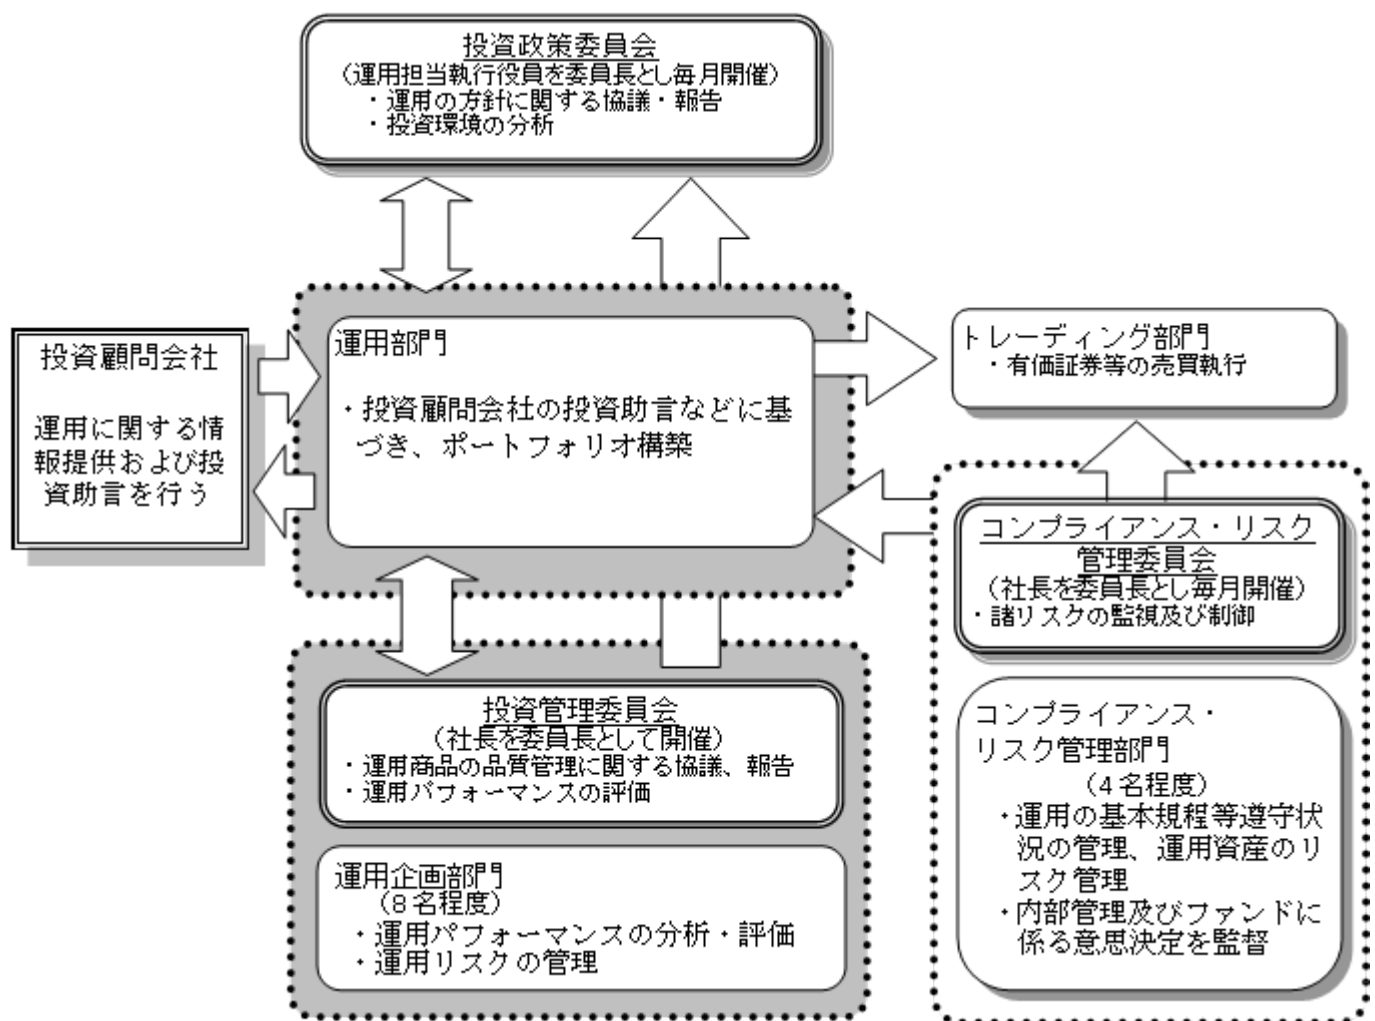 投資政策委員会
(運用担当執行役員を委員長とし毎月開催)
・運用の方針に関する協議・報告
・投資環境の分析
投資顧問会社
運用に関する情
報提供および投
資助言を行う
運用部門
・投資顧問会社の投資助言などに基
づき、ポートフォリオ構築
トレーディング部門
・有価証券等の売買執行
コンプライアンス・リスク
管理委員会
(社長を委員長とし毎月開催)
・諸リスクの監視及び制御
投資管理委員会
(社長を委員長として開催)
・運用商品の品質管理に関する協議、報告
・運用パフォーマンスの評価
運用企画部門
(8名程度)
・運用パフォーマンスの分析・評価
・運用リスクの管理
コンプライアンス・
リスク管理部門
(4名程度)
・運用の基本規程等遵守状
況の管理、運用資産のリ
スク管理
・内部管理及びファンドに
係る意思決定を監督